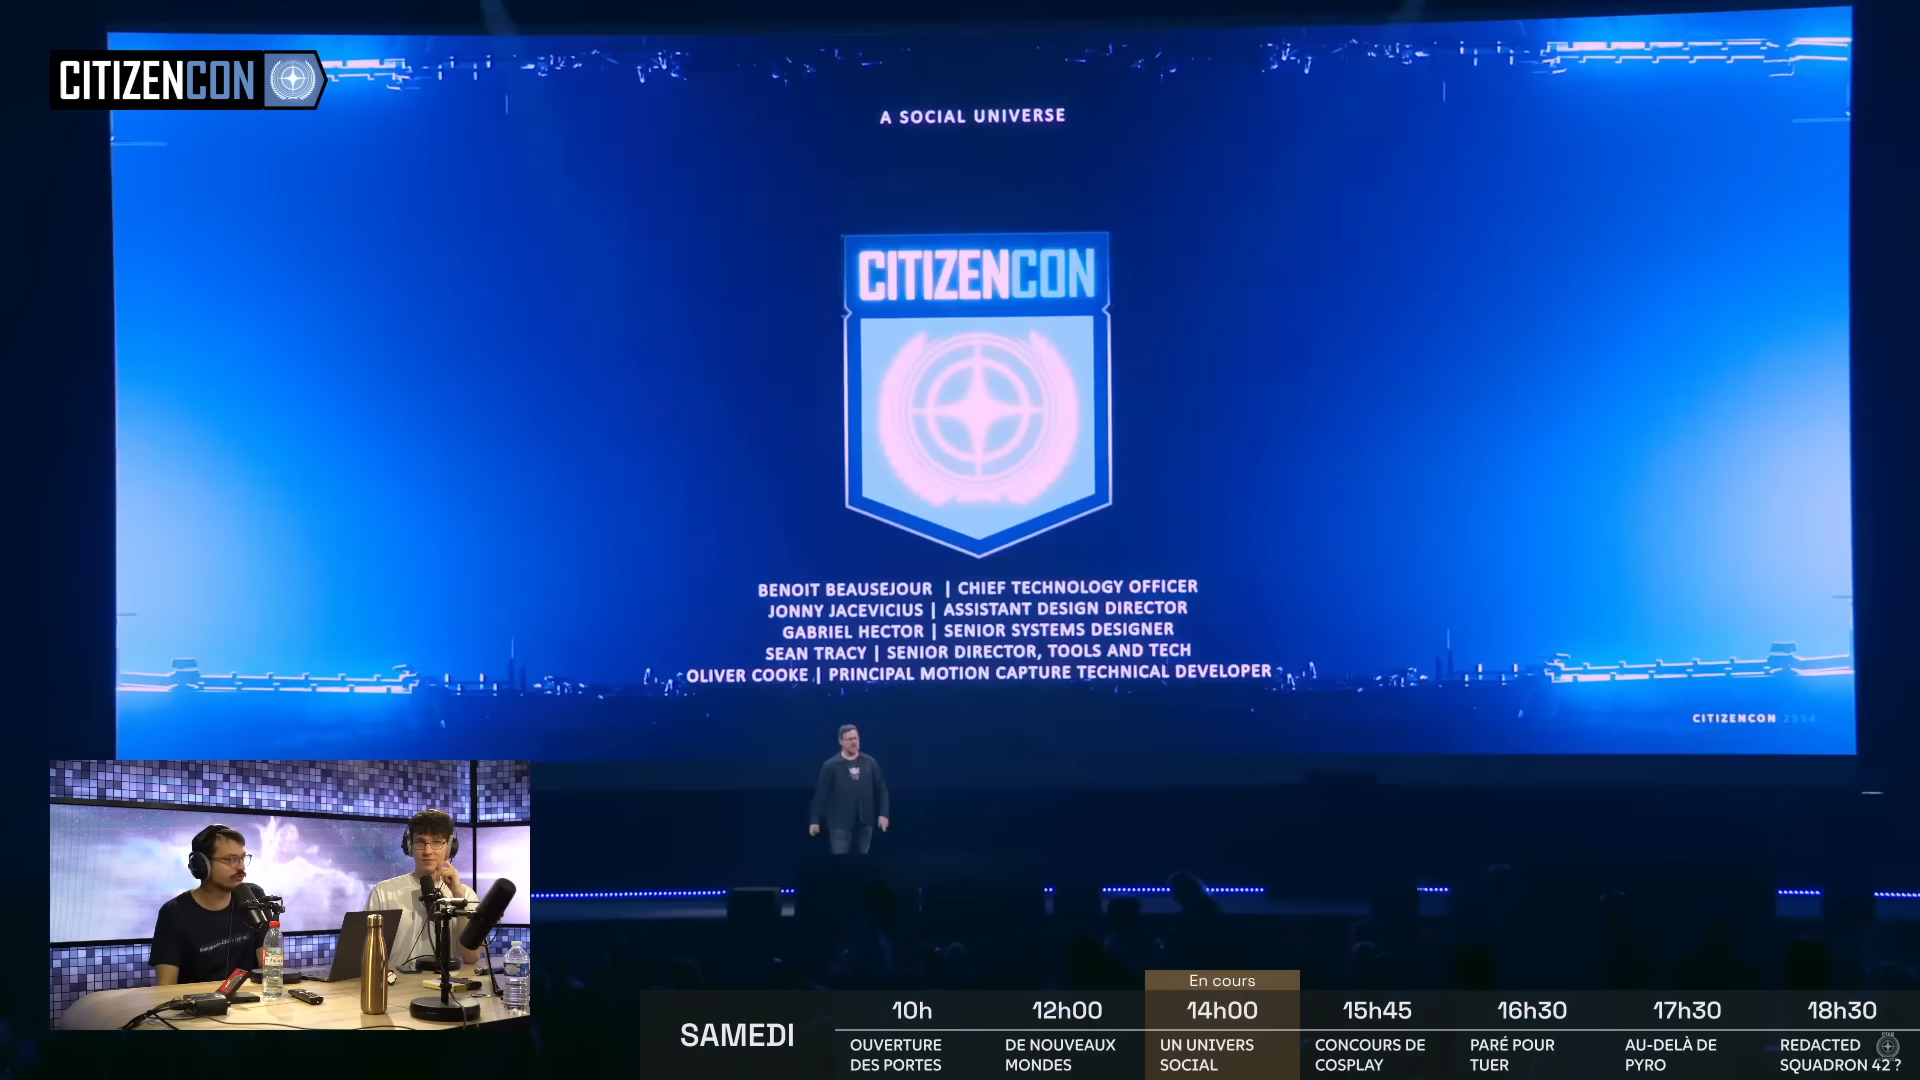 CITIZENCON
A SOCIAL UNIVERSE
CITIZENCON
BENOIT BEAUSEJOUR | CHIEF TECHNOLOGY OFFICER
JONNY JACEVICIUS | ASSISTANT DESIGN DIRECTOR
GABRIEL HECTOR | SENIOR SYSTEMS DESIGNER
SEAN TRACY | SENIOR DIRECTOR, TOOLS AND TECH
OLIVER COOKE | PRINCIPAL MOTION CAPTURE TECHNICAL DEVELOPER
CITIZENCON 2954
SAMEDI
10h
OUVERTURE
DES PORTES
12h00
DE NOUVEAUX
MONDES
En cours
14h00
UN UNIVERS
SOCIAL
15h45
CONCOURS DE
COSPLAY
16h30
PARÉ POUR
TUER
17h30
AU-DELÀ DE
PYRO
18h30
REDACTED
SQUADRON 42 ?